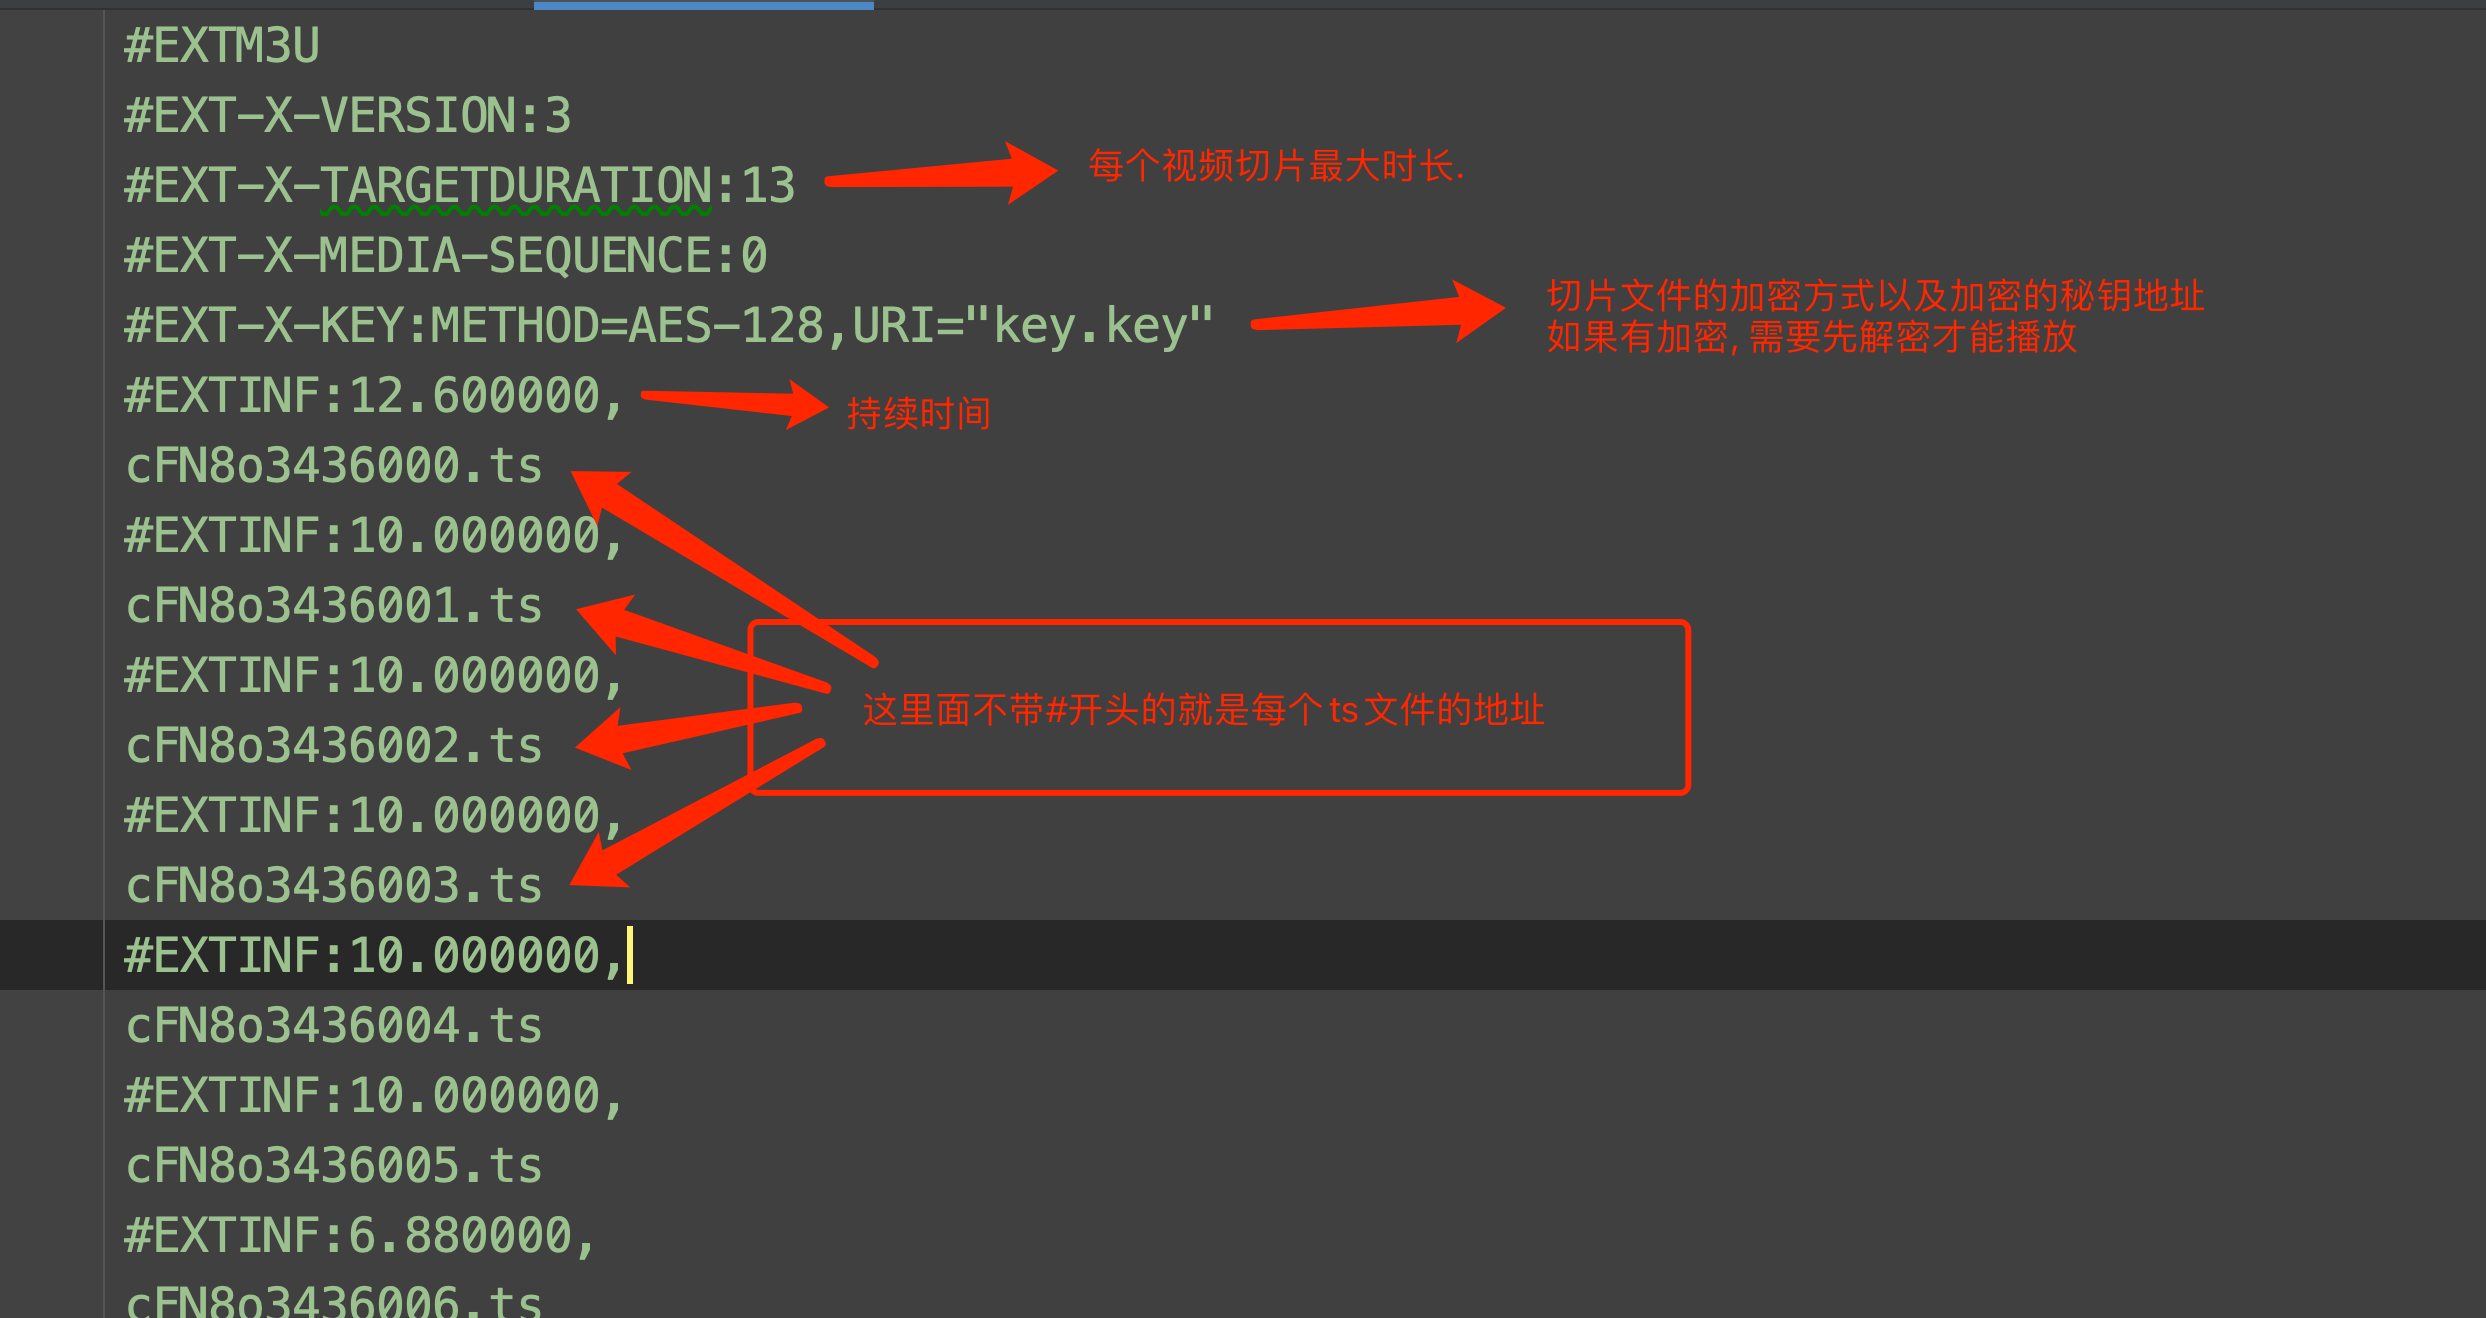 #EXTM3U
#EXT-X-VERSION:3
#EXT-X-TARGETDURATION:13
每个视频切片最大时长.
#EXT-X-MEDIA-SEQUENCE:0
#EXT-X-KEY:METHOD=AES-128,URI="key.key"
切片文件的加密方式以及加密的秘钥地址
如果有加密,需要先解密才能播放
#EXTINF:12.600000,
持续时间
cFN8o3436000.ts
#EXTINF:10.000000,
cFN8o3436001.ts
#EXTINF:10.000000,
这里面不带#开头的就是每个ts文件的地址
cFN8o3436002.ts
#EXTINF:10.000000,
cFN8o3436003.ts
#EXTINF:10.000000,
cFN8o3436004.ts
#EXTINF:10.000000,
cFN8o3436005.ts
#EXTINF:6.880000,
cFN8o3436006.ts